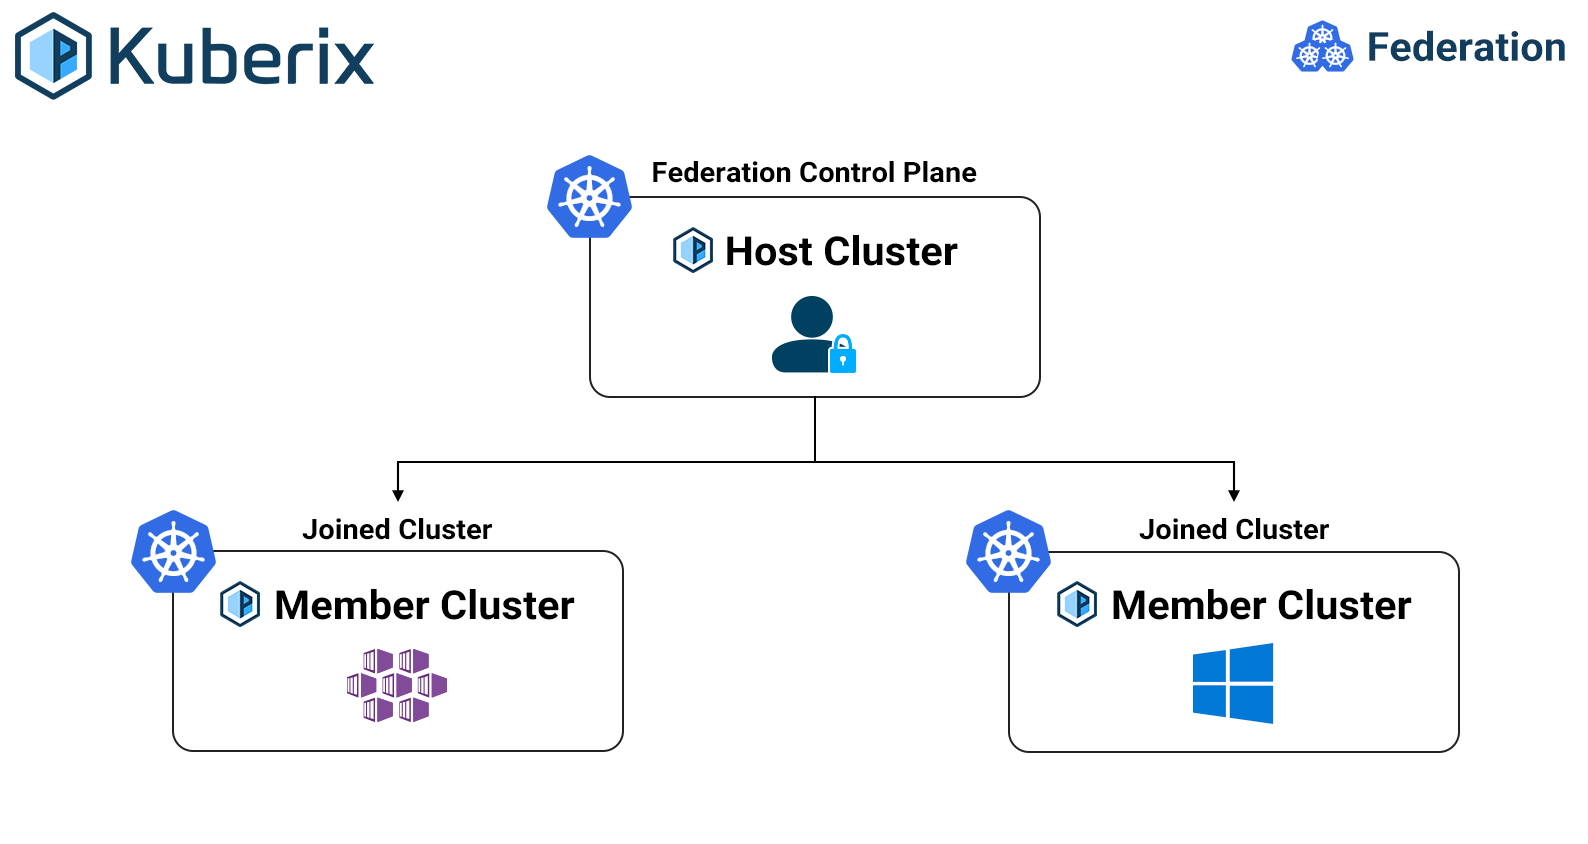 Kuberix
Federation
Federation Control Plane
Host Cluster
Joined Cluster
Member Cluster
Joined Cluster
Member Cluster